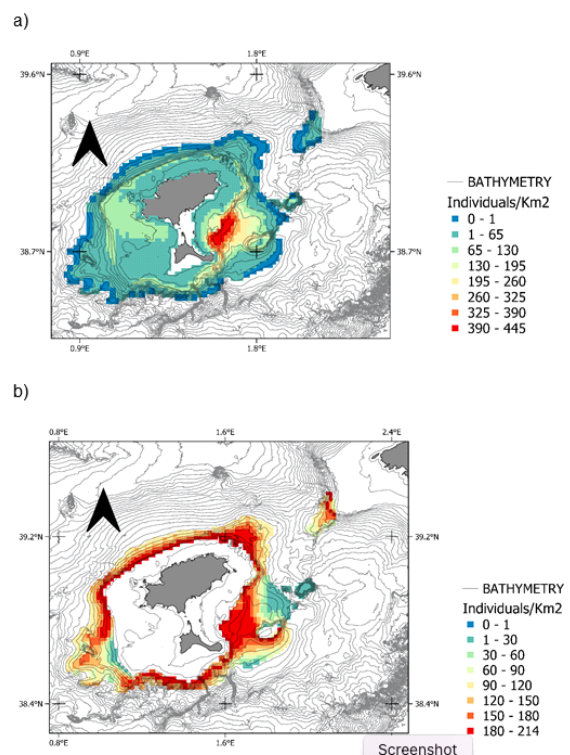 a)
0.9°E 1.8°E
39.6°N 39.6°N
38.7°N 38.7°N
0.9°E 1.8°E
BATHYMETRY
Individuals/Km2
0 - 1
1 - 65
65 - 130
130 - 195
195 - 260
260 - 325
325 - 390
390 - 445
b)
0.8°E 1.6°E 2.4°E
39.2°N 39.2°N
38.4°N 38.4°N
0.8°E 1.6°E
BATHYMETRY
Individuals/Km2
0 - 1
1 - 30
30 - 60
60 - 90
90 - 120
120 - 150
150 - 180
180 - 214
Screenshot